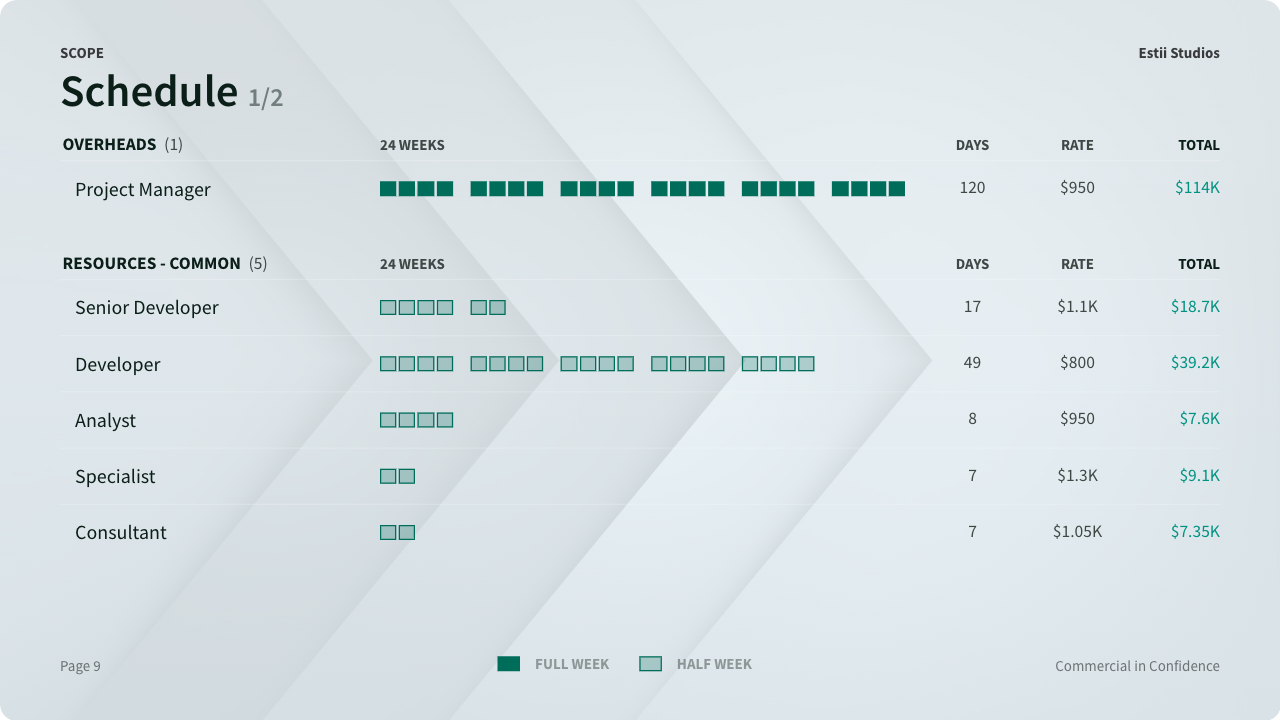 SCOPE
Estii Studios
Schedule 1/2
OVERHEADS (1) 24 WEEKS DAYS RATE TOTAL
Project Manager 120 $950 $114K
RESOURCES - COMMON (5) 24 WEEKS DAYS RATE TOTAL
Senior Developer 17 $1.1K $18.7K
Developer 49 $800 $39.2K
Analyst 8 $950 $7.6K
Specialist 7 $1.3K $9.1K
Consultant 7 $1.05K $7.35K
Page 9 FULL WEEK HALF WEEK Commercial in Confidence